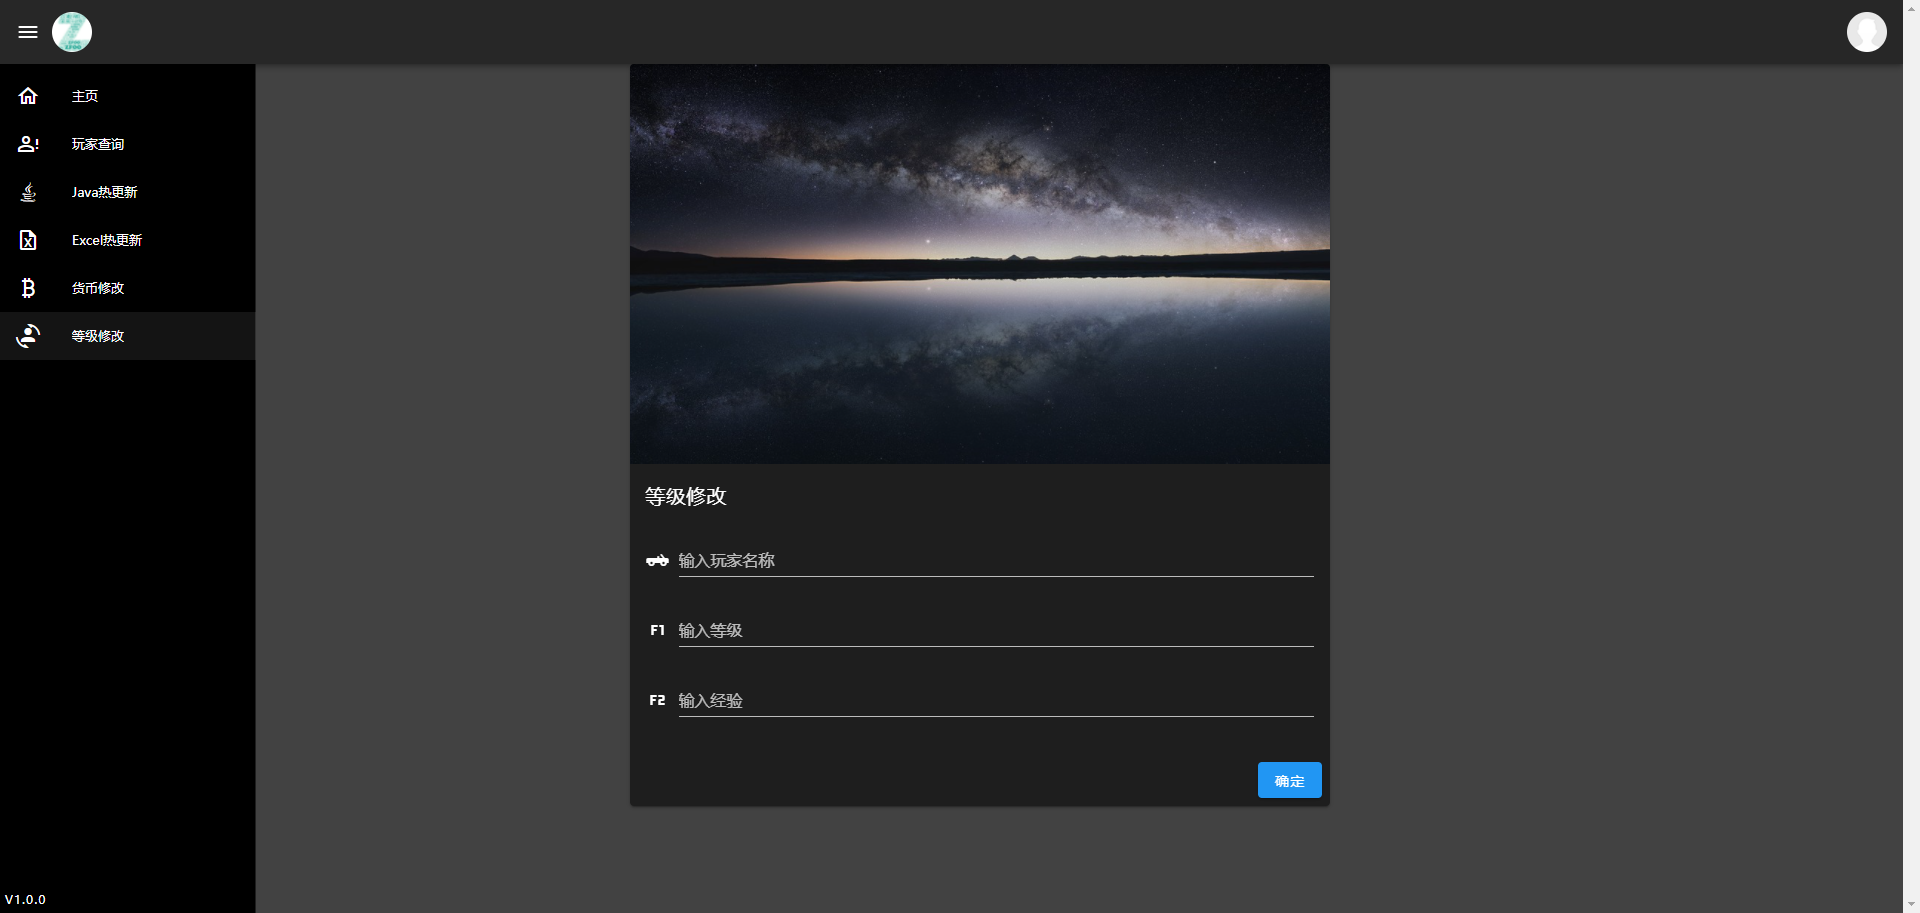 主页
玩家查询
Java热更新
Excel热更新
货币修改
等级修改
V1.0.0
等级修改
输入玩家名称
F1 输入等级
F2 输入经验
确定